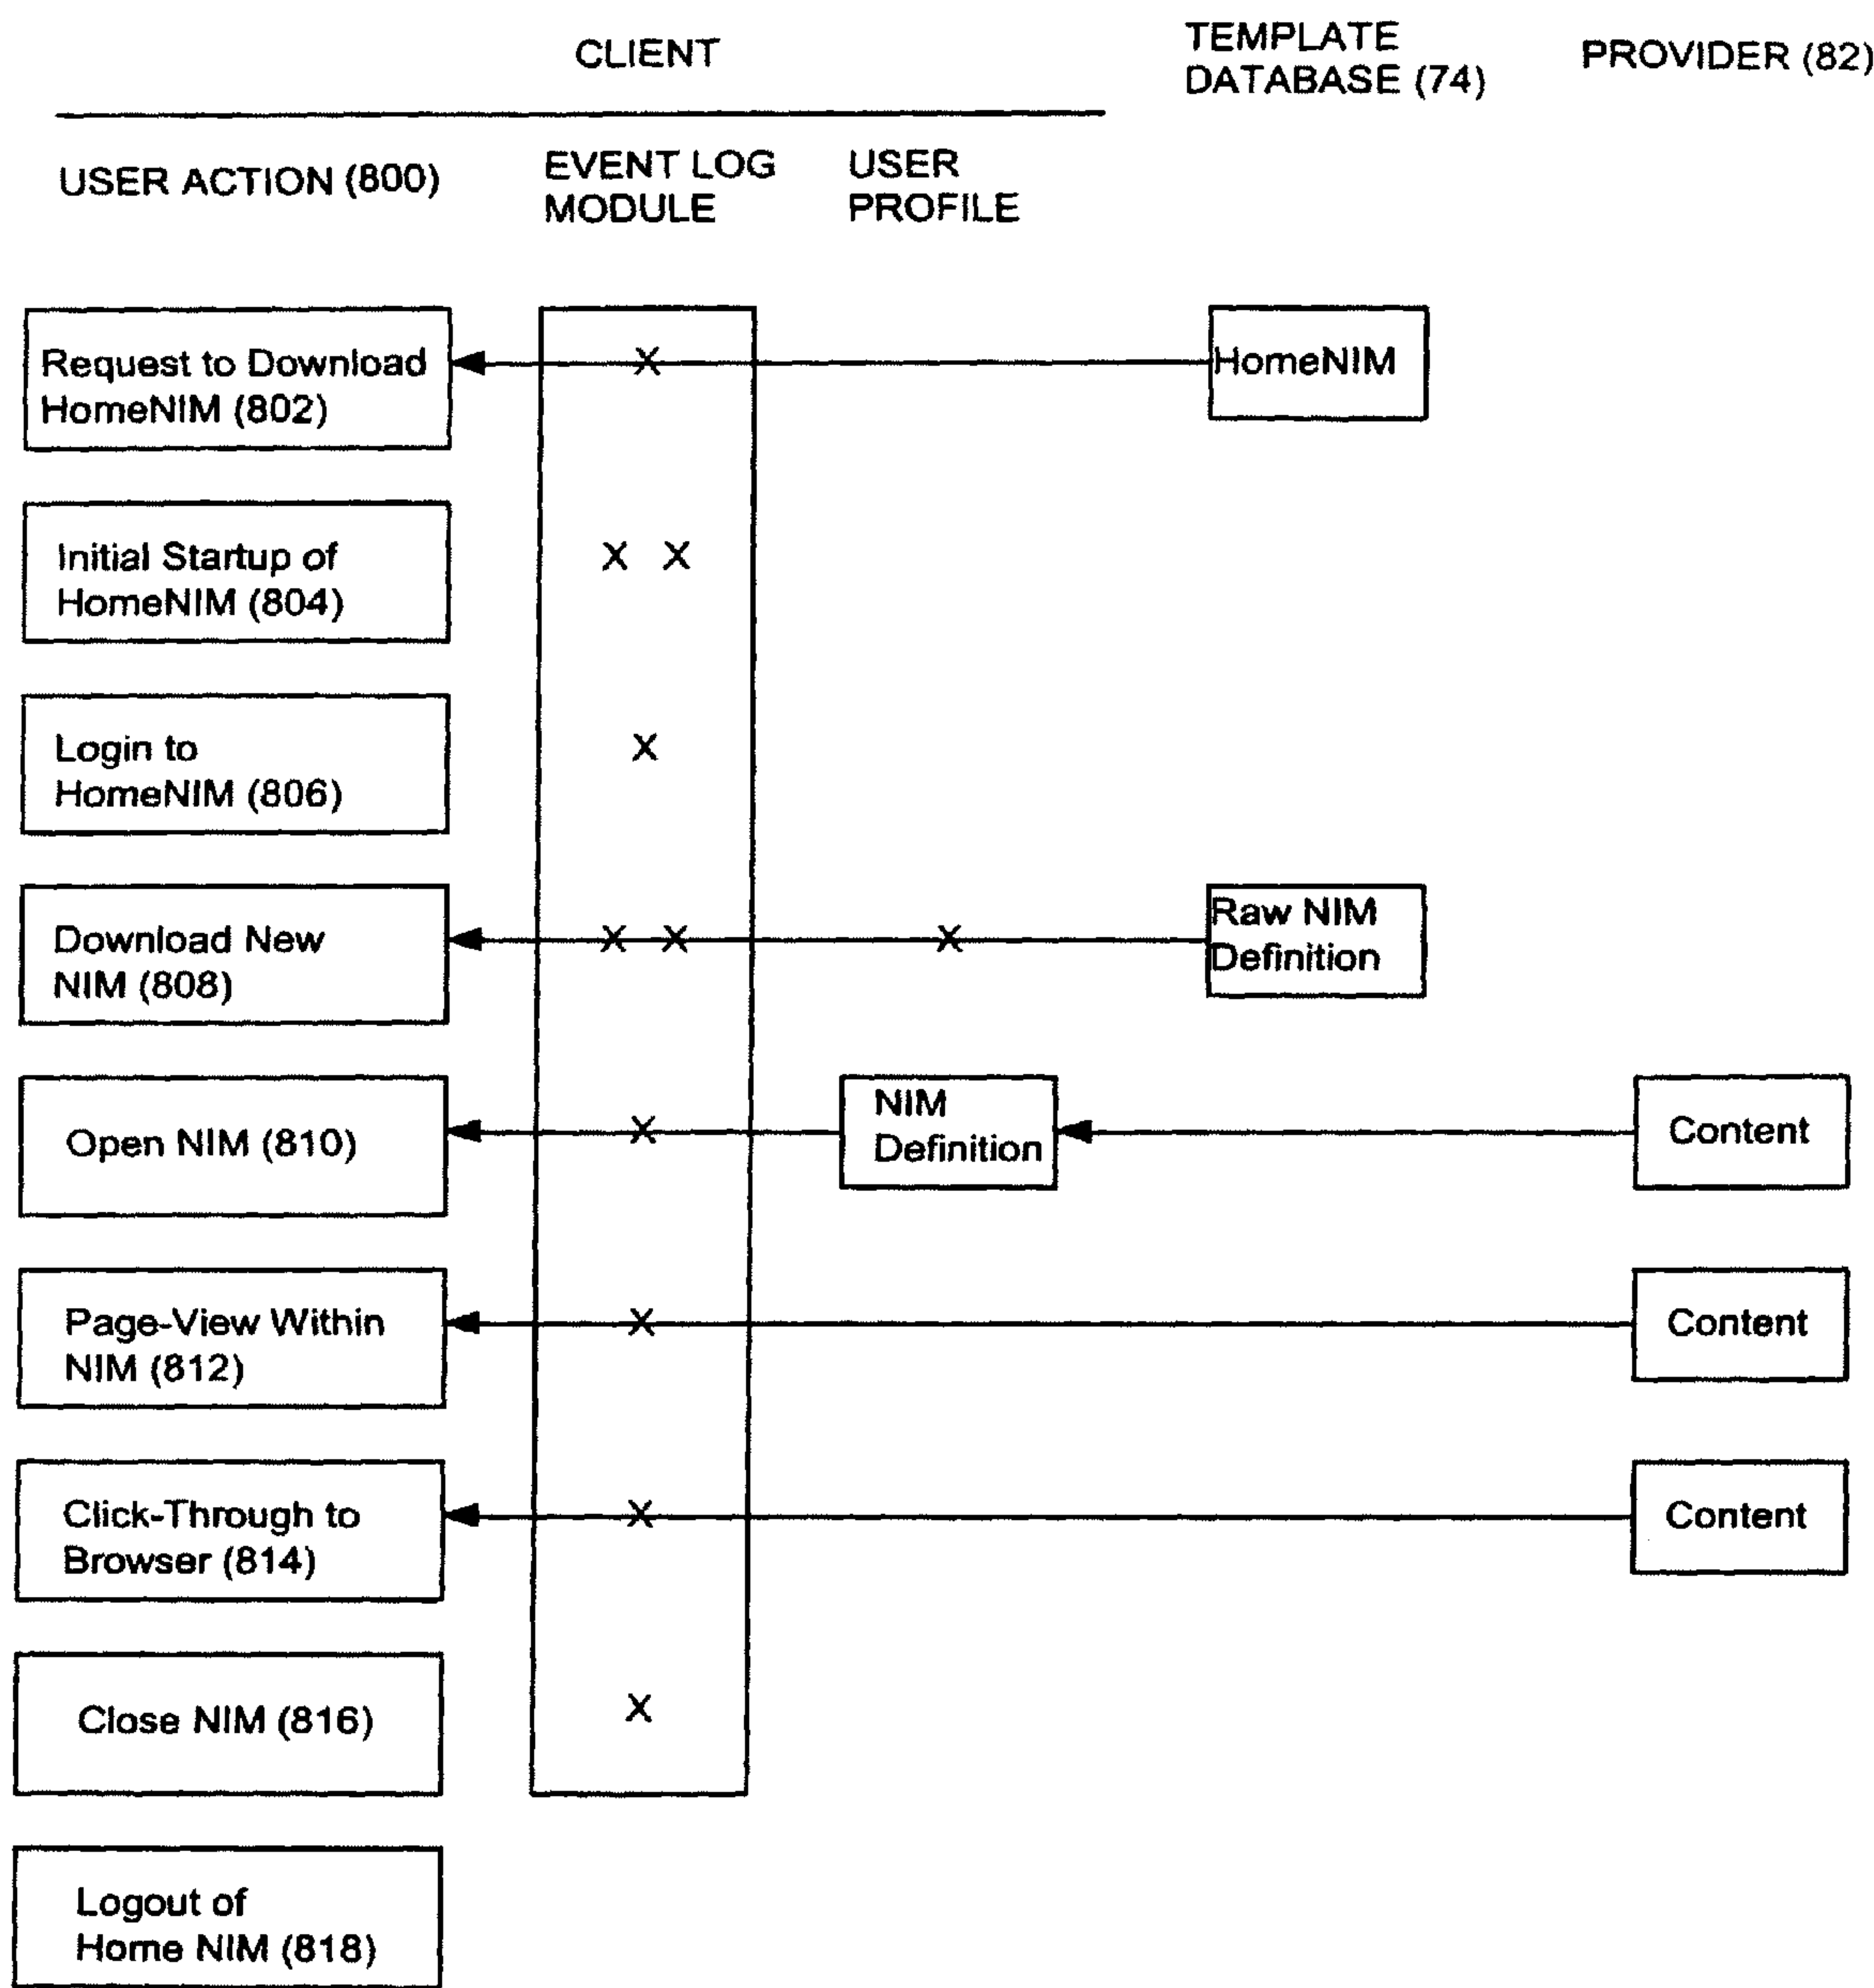 CLIENT
TEMPLATE
DATABASE (74)
PROVIDER (82)
USER ACTION (800)
EVENT LOG
MODULE
USER
PROFILE
Request to Download
HomeNIM (802)
X
HomeNIM
Initial Startup of
HomeNIM (804)
X X
Login to
HomeNIM (806)
X
Download New
NIM (808)
X X
X
Raw NIM
Definition
Open NIM (810)
X
NIM
Definition
Content
Page-View Within
NIM (812)
X
Content
Click-Through to
Browser (814)
X
Content
Close NIM (816)
X
Logout of
Home NIM (818)